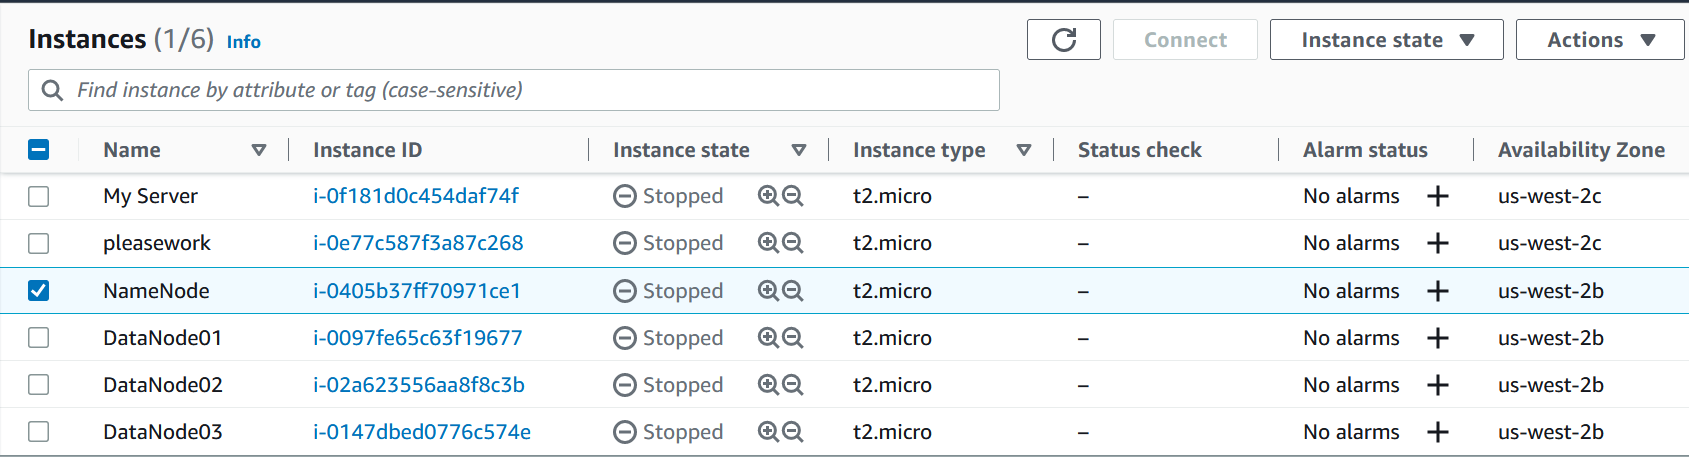 Instances (1/6) Info Connect Instance state Actions
Find instance by attribute or tag (case-sensitive)
Name Instance ID Instance state Instance type Status check Alarm status Availability Zone
My Server i-0f181d0c454daf74f Stopped t2.micro – No alarms + us-west-2c
pleasework i-0e77c587f3a87c268 Stopped t2.micro – No alarms + us-west-2c
NameNode i-0405b37ff70971ce1 Stopped t2.micro – No alarms + us-west-2b
DataNode01 i-0097fe65c63f19677 Stopped t2.micro – No alarms + us-west-2b
DataNode02 i-02a623556aa8f8c3b Stopped t2.micro – No alarms + us-west-2b
DataNode03 i-0147dbed0776c574e Stopped t2.micro – No alarms + us-west-2b